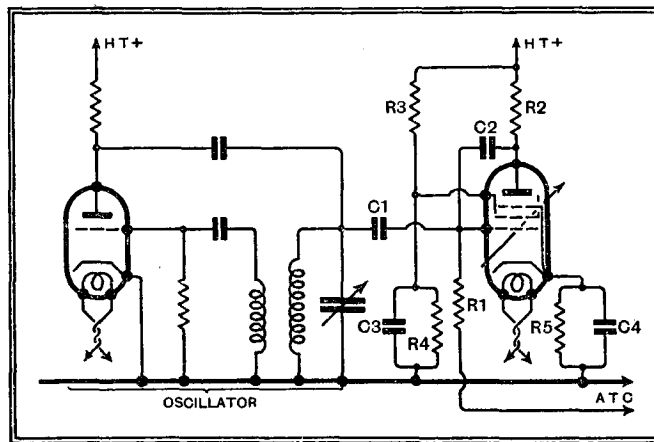 HT+
HT+
R3
R2
C2
C1
R1
C3
R4
R5
C4
ATC
OSCILLATOR